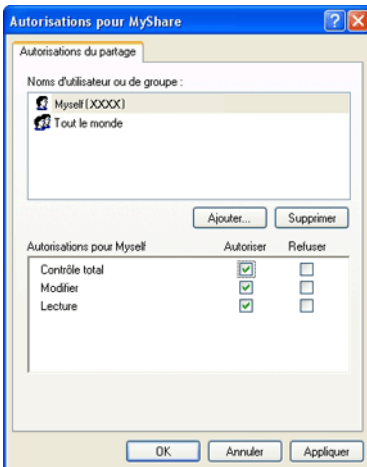 Autorisations pour MyShare
Autorisations du partage
Noms d'utilisateur ou de groupe :
Myself (XXXX)
Tout le monde
Ajouter... Supprimer
Autorisations pour Myself Autoriser Refuser
Contrôle total
Modifier
Lecture
OK Annuler Appliquer